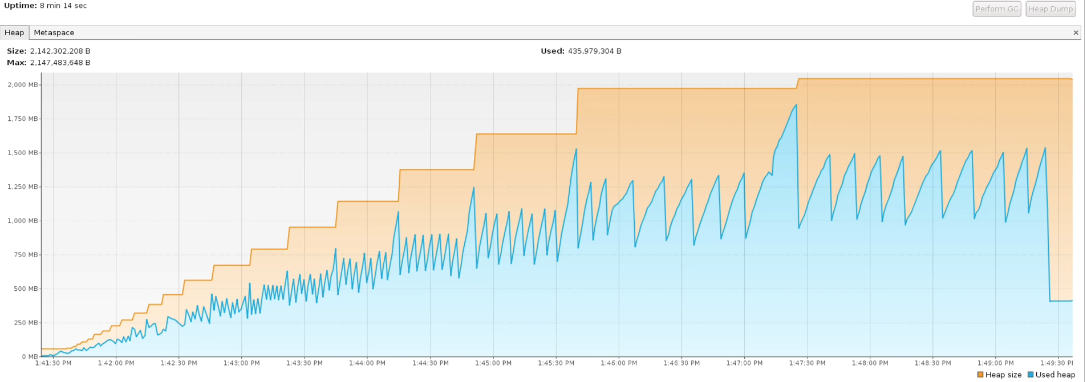 Uptime: 8 min 14 sec
Perform GC Heap Dump
Heap Metaspace ×
Size: 2,142,302,208 B
Used: 435,979,304 B
Max: 2,147,483,648 B
2,000 MB
1,750 MB
1,500 MB
1,250 MB
1,000 MB
750 MB
500 MB
250 MB
0 MB
1:41:30 PM 1:42:00 PM 1:42:30 PM 1:43:00 PM 1:43:30 PM 1:44:00 PM 1:44:30 PM 1:45:00 PM 1:45:30 PM 1:46:00 PM 1:46:30 PM 1:47:00 PM 1:47:30 PM 1:48:00 PM 1:48:30 PM 1:49:00 PM 1:49:30 P
Heap size Used heap